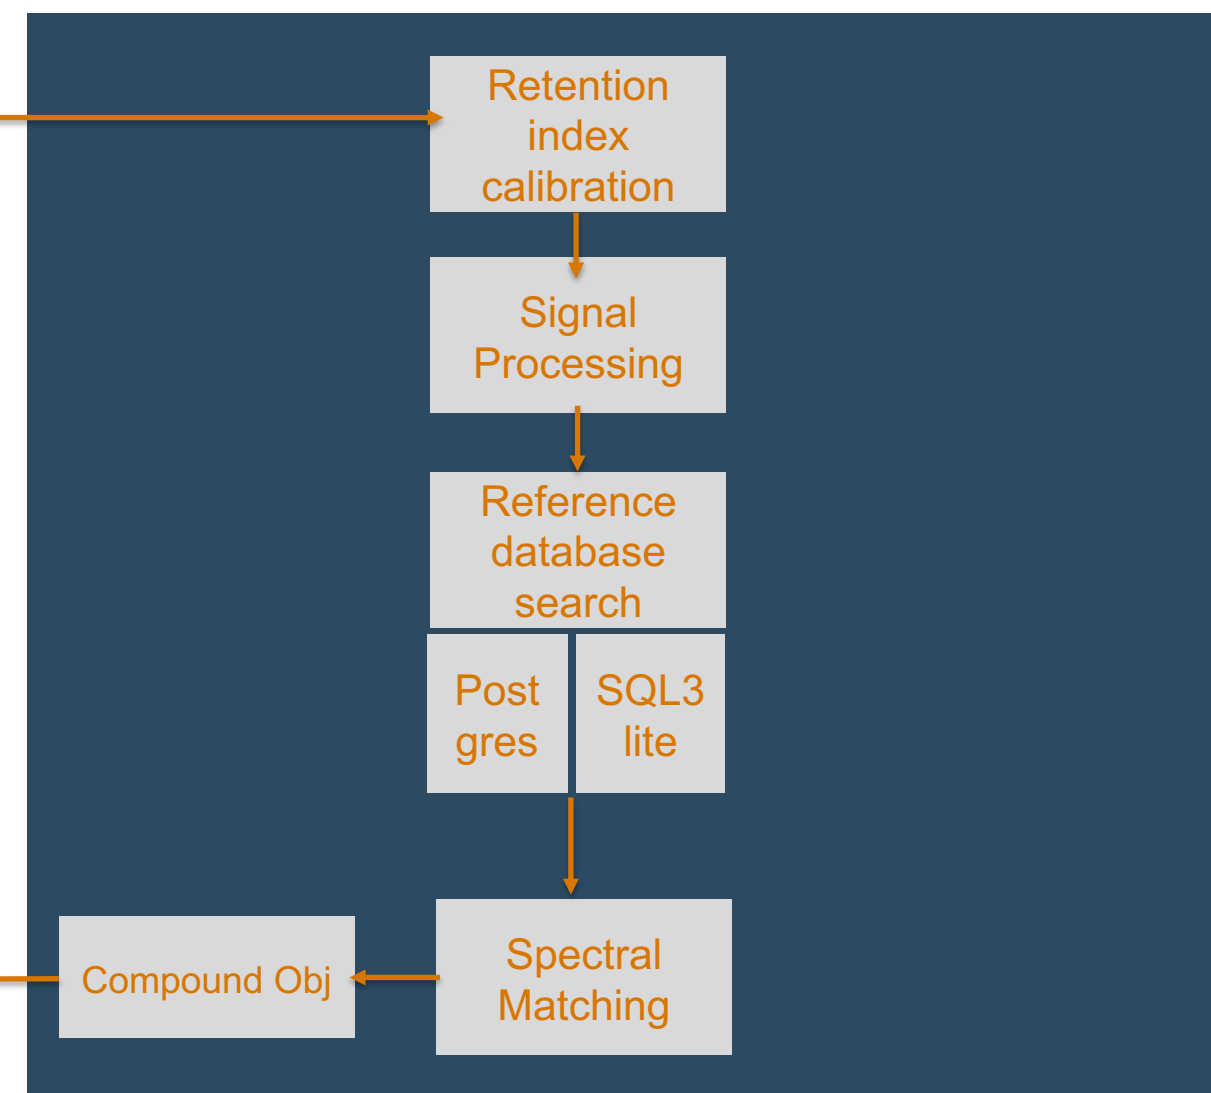 Retention
index
calibration
Signal
Processing
Reference
database
search
Post
gres
SQL3
lite
Spectral
Matching
Compound Obj